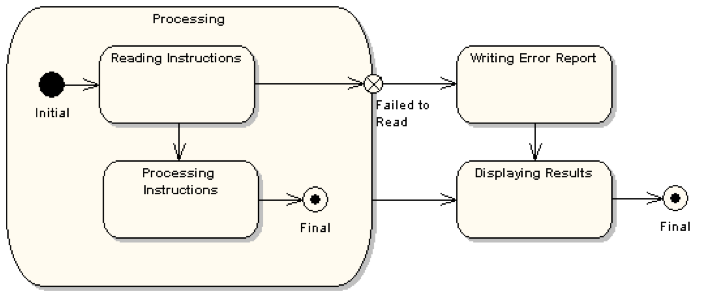 Processing
Reading Instructions
Writing Error Report
Initial
Failed to
Read
Processing
Instructions
Displaying Results
Final
Final